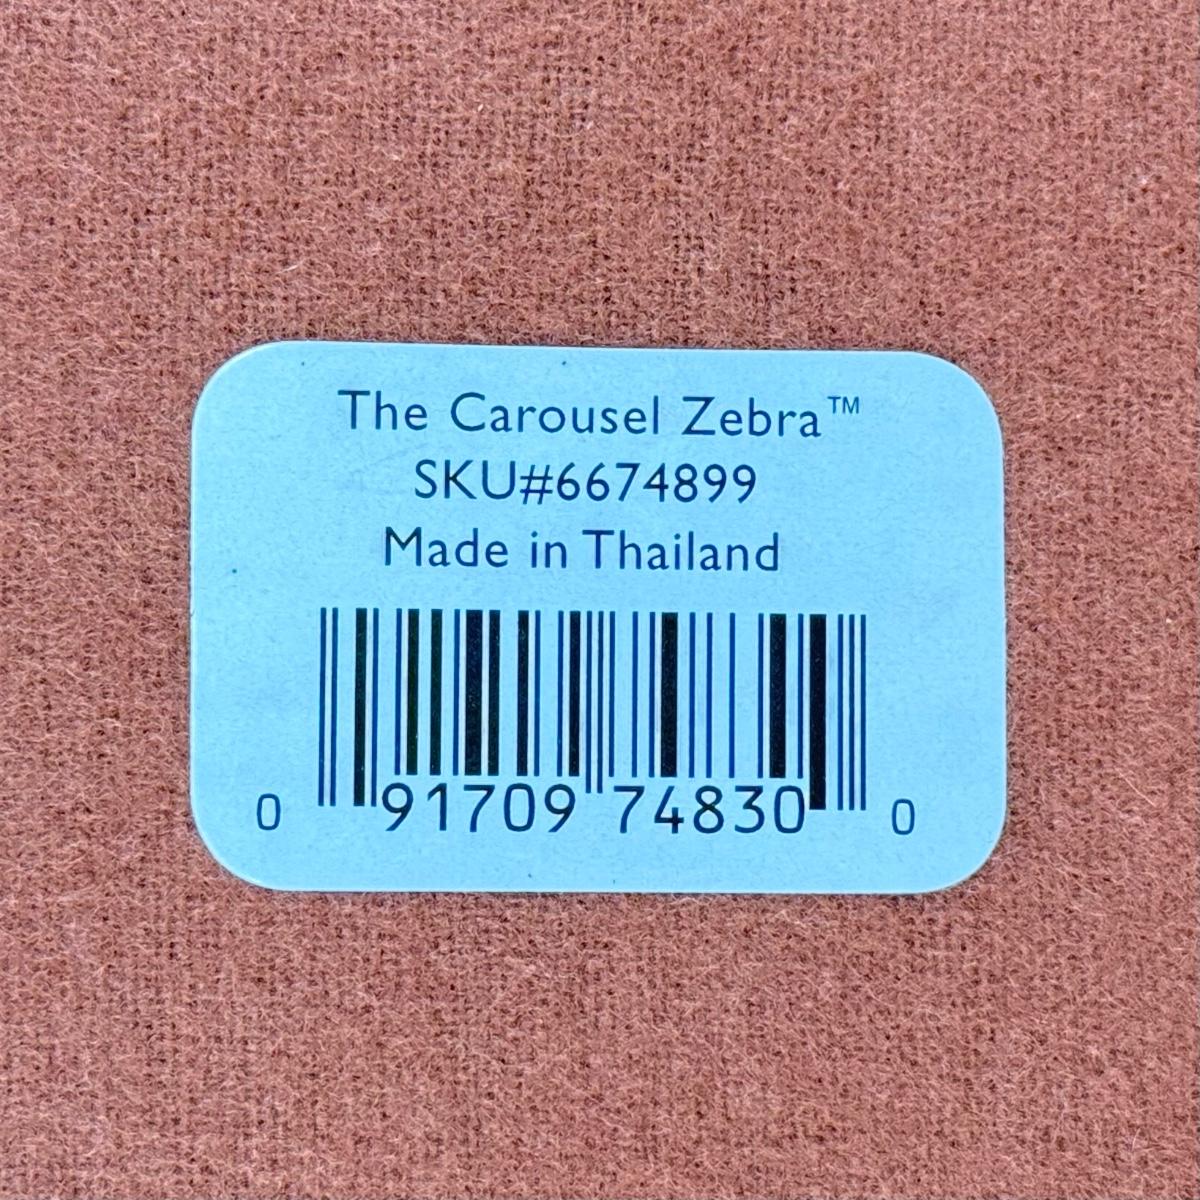 The Carousel Zebra™
SKU#6674899
Made in Thailand
0 91709 74830 0